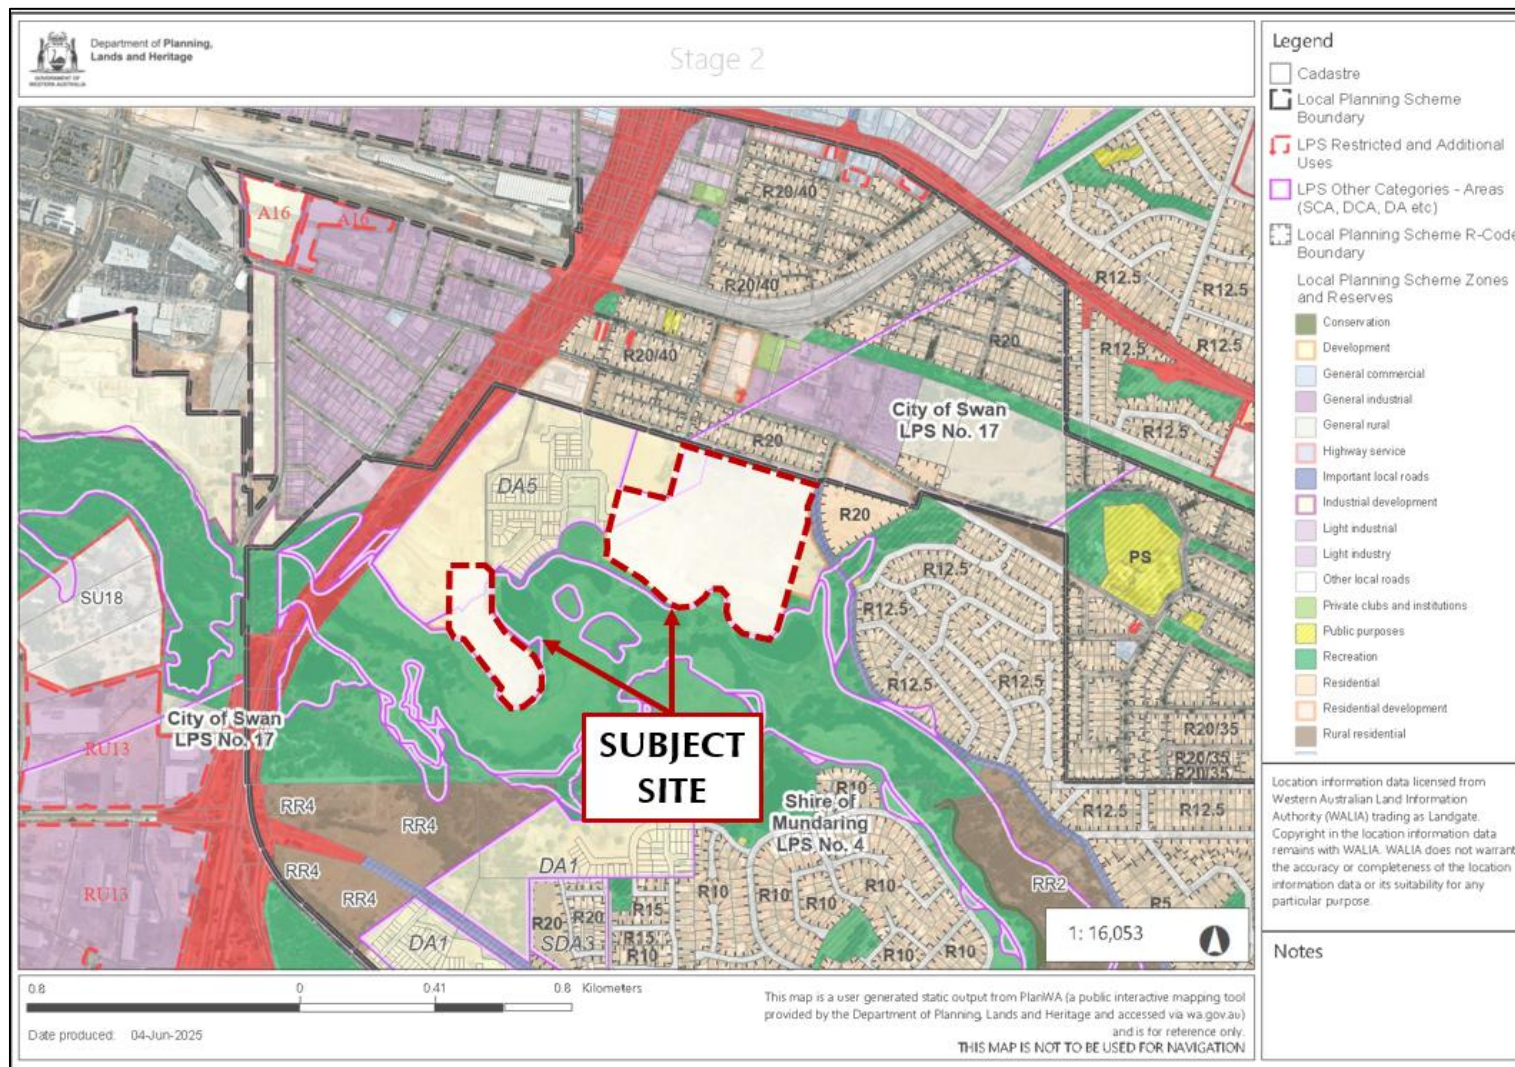 Department of Planning,
Lands and Heritage
GOVERNMENT OF
WESTERN AUSTRALIA
Stage 2
Legend
Cadastre
Local Planning Scheme
Boundary
LPS Restricted and Additional
Uses
LPS Other Categories - Areas
(SCA, DCA, DA etc)
Local Planning Scheme R-Code
Boundary
Local Planning Scheme Zones
and Reserves
Conservation
Development
General commercial
General industrial
General rural
Highway service
Important local roads
Industrial development
Light industrial
Light industry
Other local roads
Private clubs and institutions
Public purposes
Recreation
Residential
Residential development
Rural residential
A16
A16
R20/40
R20/40
R12.5
R12.5
R20/40
R20
R12.5
R12.5
City of Swan
LPS No. 17
R12.5
R20
DA5
R20
PS
R12.5
SU18
R12.5
R12.5
R12.5
R12.5
City of Swan
LPS No. 17
RU13
SUBJECT
SITE
R20/35
R20/35
R20/35
R10
Shire of
Mundaring
LPS No. 4
R12.5
R12.5
RR4
RR4
DA1
RR4
RR4
RU13
R10
R10
R10
R10
RR2
R5
R20
R20
R15
R15
SDA3
R10
DA1
R10
R10
1: 16,053
0.8
0
0.41
0.8
Kilometers
Date produced: 04-Jun-2025
This map is a user generated static output from PlanWA (a public interactive mapping tool
provided by the Department of Planning, Lands and Heritage and accessed via wa.gov.au)
and is for reference only.
THIS MAP IS NOT TO BE USED FOR NAVIGATION
Location information data licensed from
Western Australian Land Information
Authority (WALIA) trading as Landgate.
Copyright in the location information data
remains with WALIA. WALIA does not warrant
the accuracy or completeness of the location
information data or its suitability for any
particular purpose.
Notes